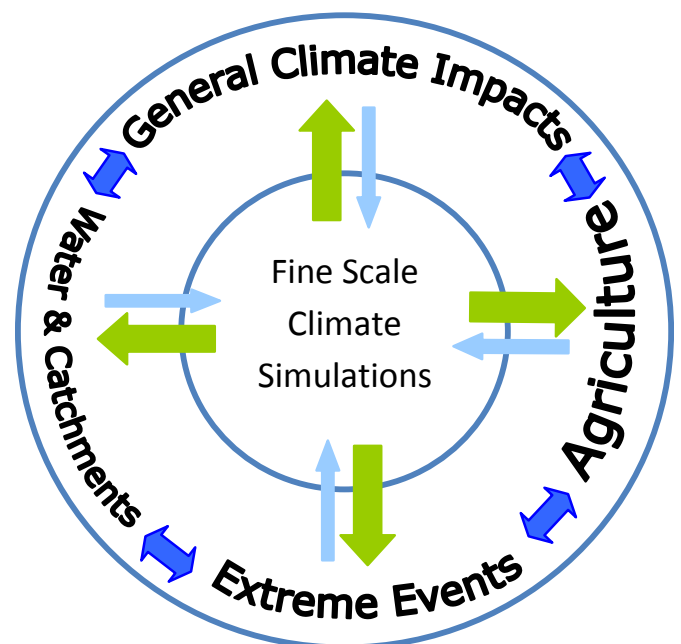 General Climate Impacts
Water & Catchments
Fine Scale
Climate
Simulations
Agriculture
Extreme Events